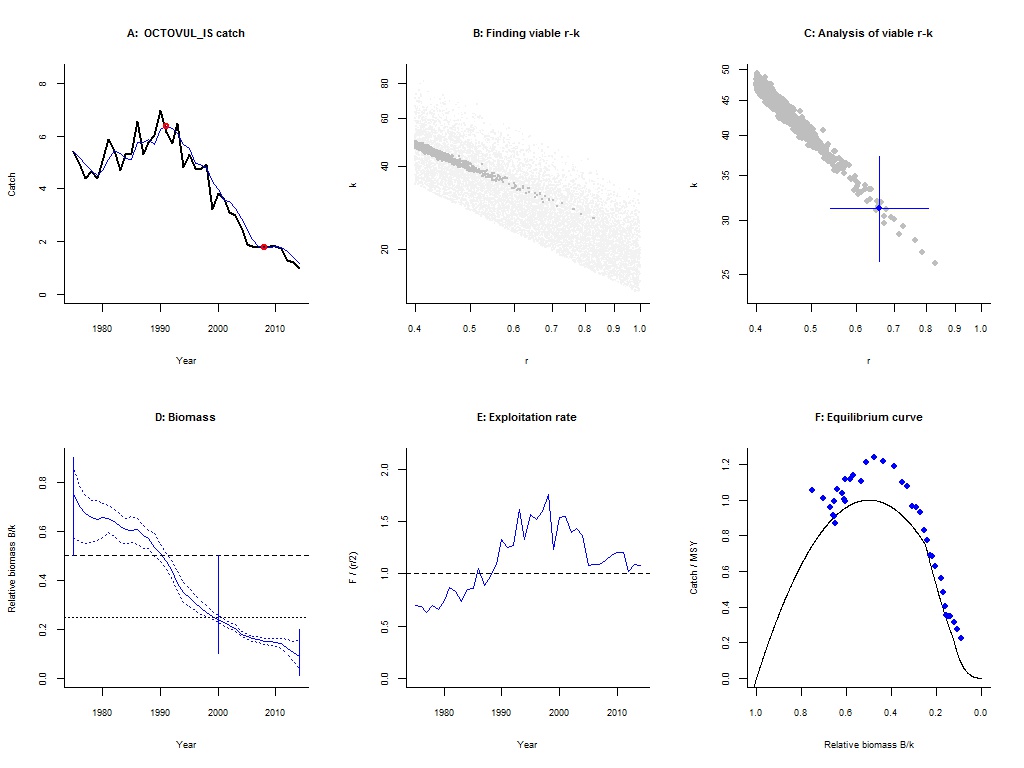 A: OCTOVUL_IS catch
Catch
8
6
4
2
0
1980 1990 2000 2010
Year
B: Finding viable r-k
k
80
60
40
20
0.4 0.5 0.6 0.7 0.8 0.9 1.0
r
C: Analysis of viable r-k
k
50
45
40
35
30
25
0.4 0.5 0.6 0.7 0.8 0.9 1.0
r
D: Biomass
Relative biomass B/k
0.8
0.6
0.4
0.2
0.0
1980 1990 2000 2010
Year
E: Exploitation rate
F / (r/2)
2.0
1.5
1.0
0.5
0.0
1980 1990 2000 2010
Year
F: Equilibrium curve
Catch / MSY
1.2
1.0
0.8
0.6
0.4
0.2
0.0
1.0 0.8 0.6 0.4 0.2 0.0
Relative biomass B/k